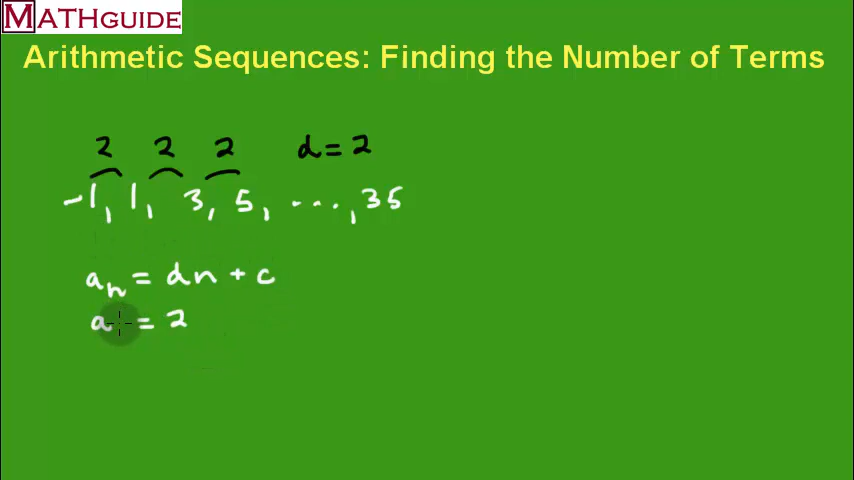 MATHGUIDE
Arithmetic Sequences: Finding the Number of Terms
2 2 2 d = 2
-1, 1, 3, 5, ..., 35
aₙ = dn + c
a = 2